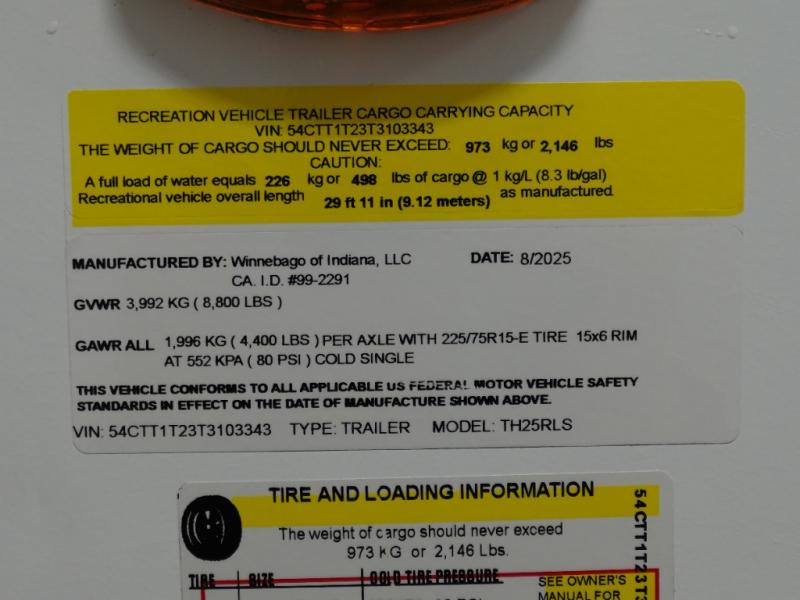 RECREATION VEHICLE TRAILER CARGO CARRYING CAPACITY
VIN: 54CTT1T23T3103343
THE WEIGHT OF CARGO SHOULD NEVER EXCEED: 973 kg or 2,146 lbs
CAUTION:
A full load of water equals 226 kg or 498 lbs of cargo @ 1 kg/L (8.3 lb/gal)
Recreational vehicle overall length 29 ft 11 in (9.12 meters) as manufactured
MANUFACTURED BY: Winnebago of Indiana, LLC DATE: 8/2025
CA. I.D. #99-2291
GVWR 3,992 KG ( 8,800 LBS )
GAWR ALL 1,996 KG ( 4,400 LBS ) PER AXLE WITH 225/75R15-E TIRE 15x6 RIM
AT 552 KPA ( 80 PSI ) COLD SINGLE
THIS VEHICLE CONFORMS TO ALL APPLICABLE US FEDERAL MOTOR VEHICLE SAFETY
STANDARDS IN EFFECT ON THE DATE OF MANUFACTURE SHOWN ABOVE.
VIN: 54CTT1T23T3103343 TYPE: TRAILER MODEL: TH25RLS
TIRE AND LOADING INFORMATION
The weight of cargo should never exceed
973 KG or 2,146 Lbs.
TIRE SIZE COLD TIRE PRESSURE
SEE OWNER'S
MANUAL FOR
54CTT1T23T3